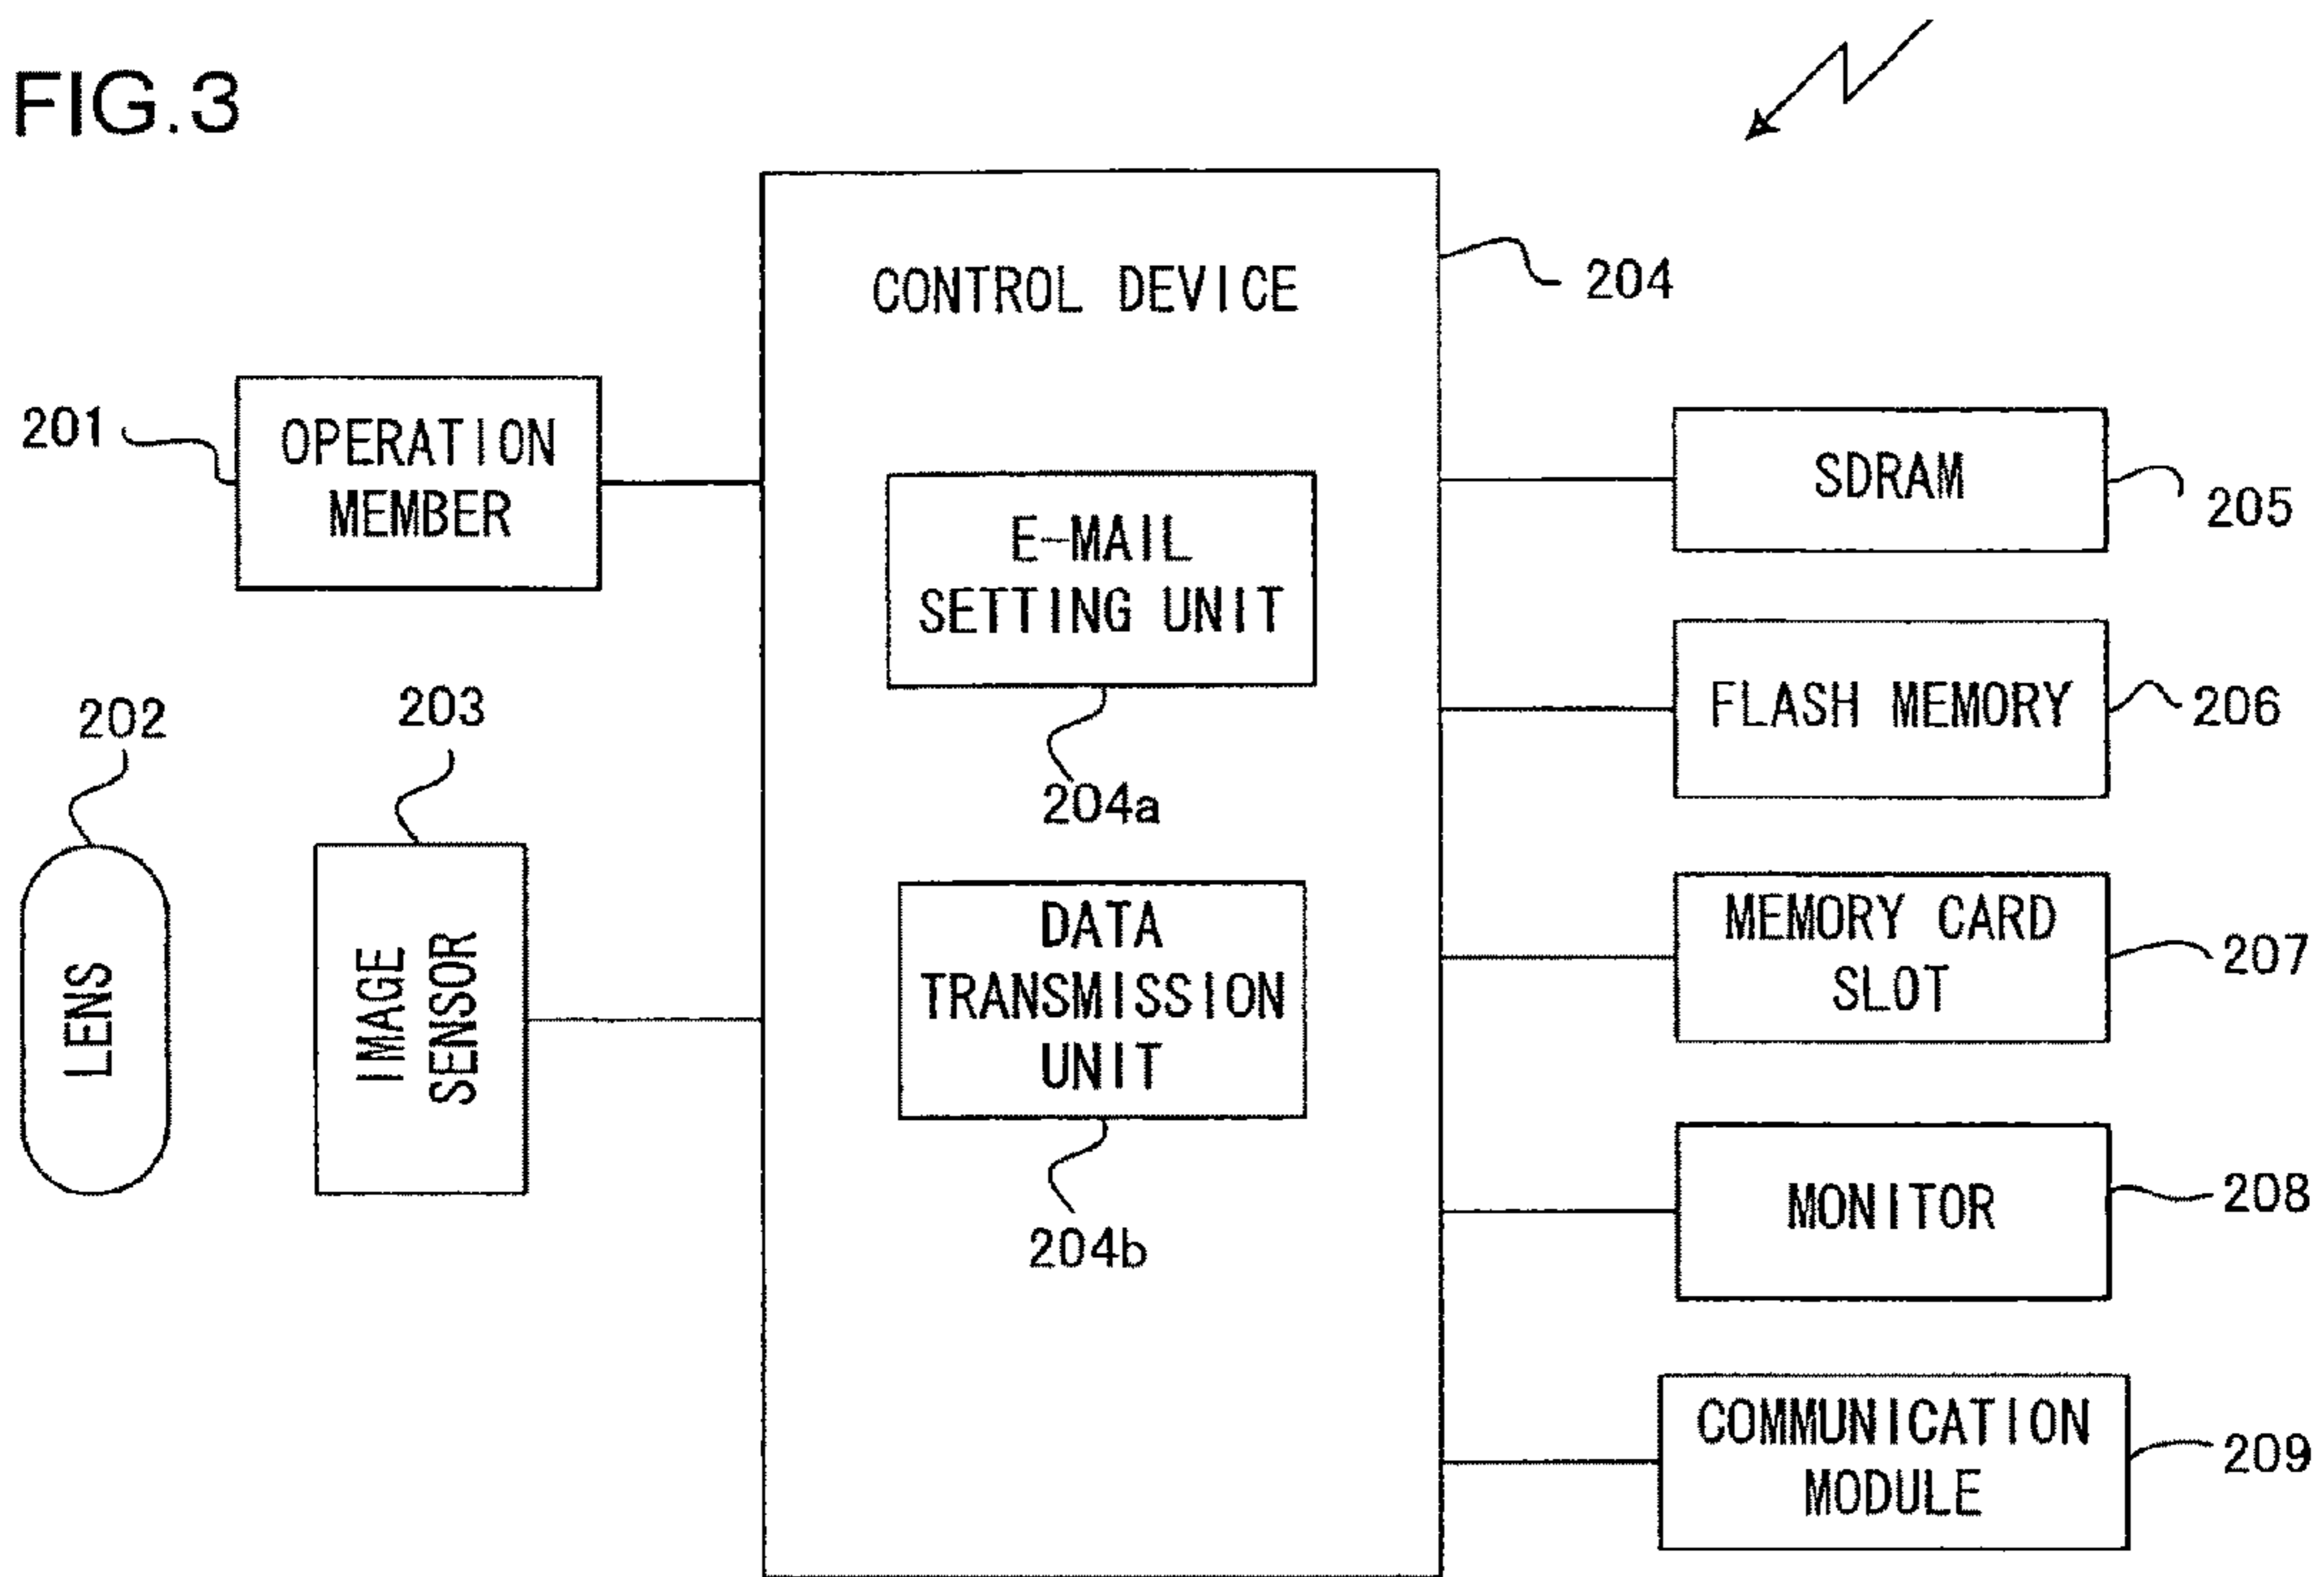 FIG.3
CONTROL DEVICE
204
201
OPERATION
MEMBER
E-MAIL
SETTING UNIT
204a
202
203
LENS
IMAGE
SENSOR
DATA
TRANSMISSION
UNIT
204b
SDRAM
205
FLASH MEMORY
206
MEMORY CARD
SLOT
207
MONITOR
208
COMMUNICATION
MODULE
209